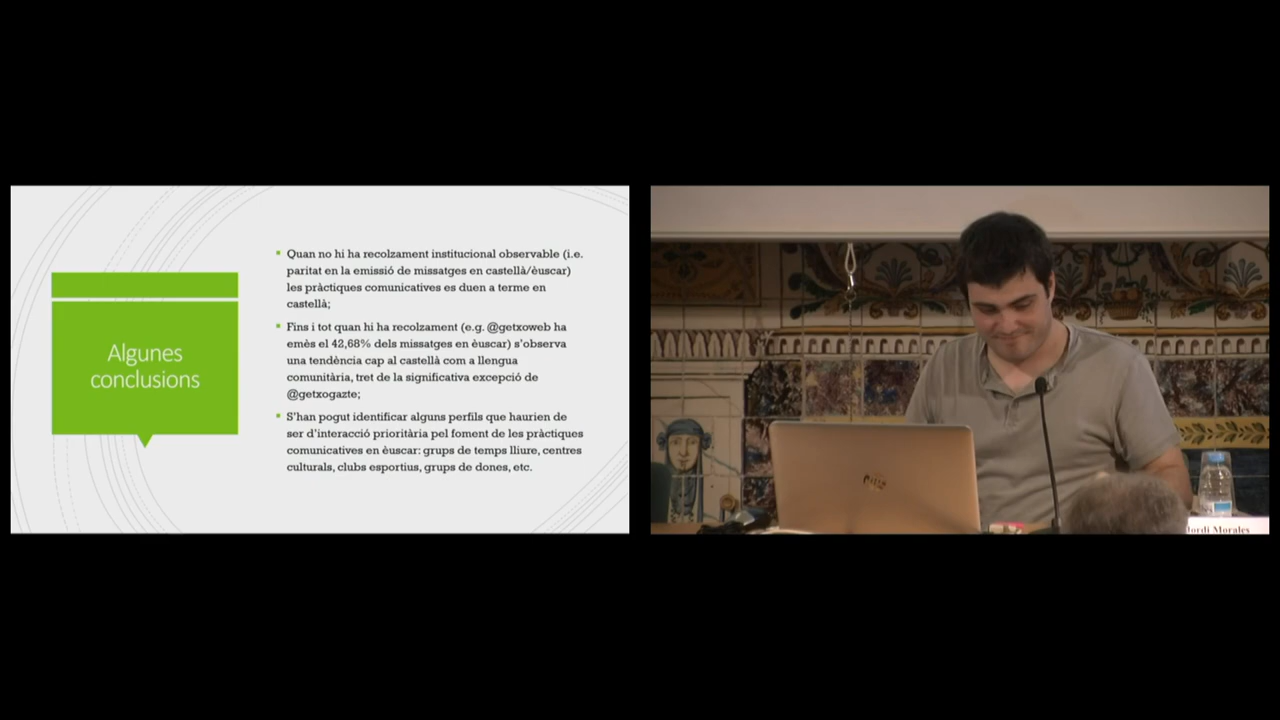 Algunes
conclusions
Quan no hi ha recolzament institucional observable (i.e.
paritat en la emissió de missatges en castellà/èuscar)
les pràctiques comunicatives es duen a terme en
castellà;
Fins i tot quan hi ha recolzament (e.g. @getxoweb ha
emès el 42,68% dels missatges en èuscar) s'observa
una tendència cap al castellà com a llengua
comunitària, tret de la significativa excepció de
@getxogazte;
S'han pogut identificar alguns perfils que haurien de
ser d'interacció prioritària pel foment de les pràctiques
comunicatives en èuscar: grups de temps lliure, centres
culturals, clubs esportius, grups de dones, etc.
Jordi Morales